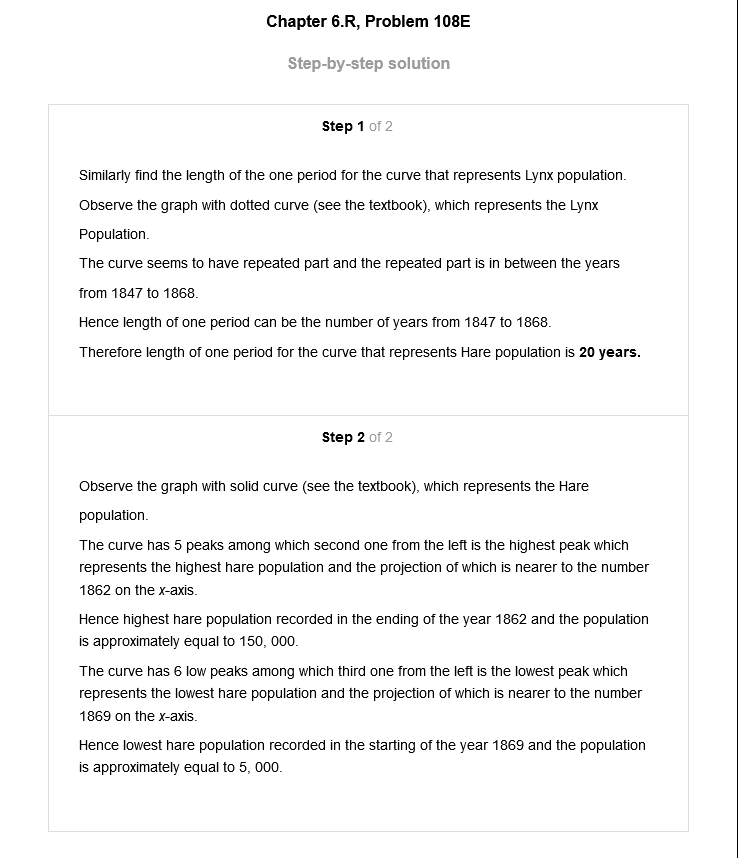 Chapter 6.R, Problem 108E
Step-by-step solution
Step 1 of 2
Similarly find the length of the one period for the curve that represents Lynx population.
Observe the graph with dotted curve (see the textbook), which represents the Lynx
Population.
The curve seems to have repeated part and the repeated part is in between the years
from 1847 to 1868.
Hence length of one period can be the number of years from 1847 to 1868.
Therefore length of one period for the curve that represents Hare population is 20 years.
Step 2 of 2
Observe the graph with solid curve (see the textbook), which represents the Hare
population.
The curve has 5 peaks among which second one from the left is the highest peak which
represents the highest hare population and the projection of which is nearer to the number
1862 on the x-axis.
Hence highest hare population recorded in the ending of the year 1862 and the population
is approximately equal to 150, 000.
The curve has 6 low peaks among which third one from the left is the lowest peak which
represents the lowest hare population and the projection of which is nearer to the number
1869 on the x-axis.
Hence lowest hare population recorded in the starting of the year 1869 and the population
is approximately equal to 5, 000.